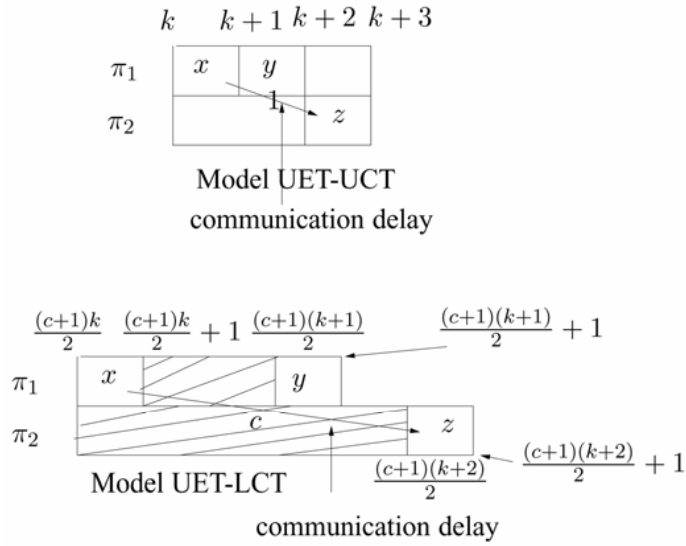 k k + 1 k + 2 k + 3
π₁ x y
1
π₂ z
Model UET-UCT
communication delay
(c+1)k/2 (c+1)k/2 + 1 (c+1)(k+1)/2 (c+1)(k+1)/2 + 1
π₁ x y
π₂ c z
(c+1)(k+2)/2 (c+1)(k+2)/2 + 1
Model UET-LCT
communication delay